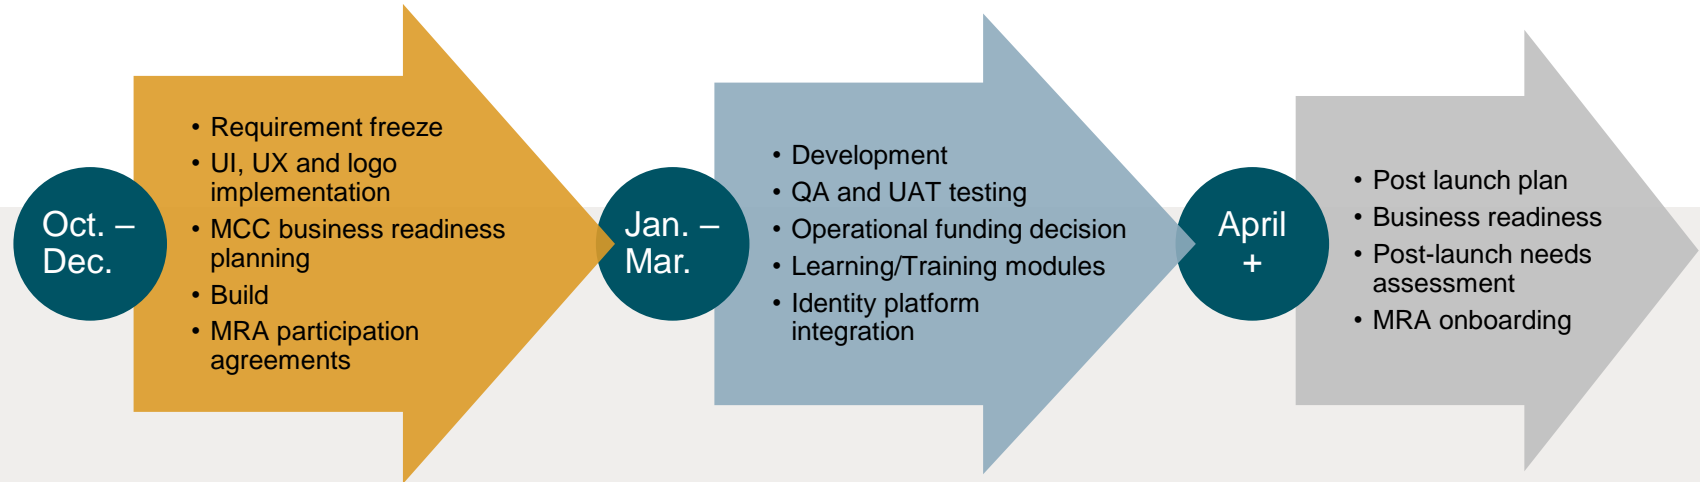 Oct. –
Dec.
• Requirement freeze
• UI, UX and logo
implementation
• MCC business readiness
planning
• Build
• MRA participation
agreements
Jan. –
Mar.
• Development
• QA and UAT testing
• Operational funding decision
• Learning/Training modules
• Identity platform
integration
April
+
• Post launch plan
• Business readiness
• Post-launch needs
assessment
• MRA onboarding